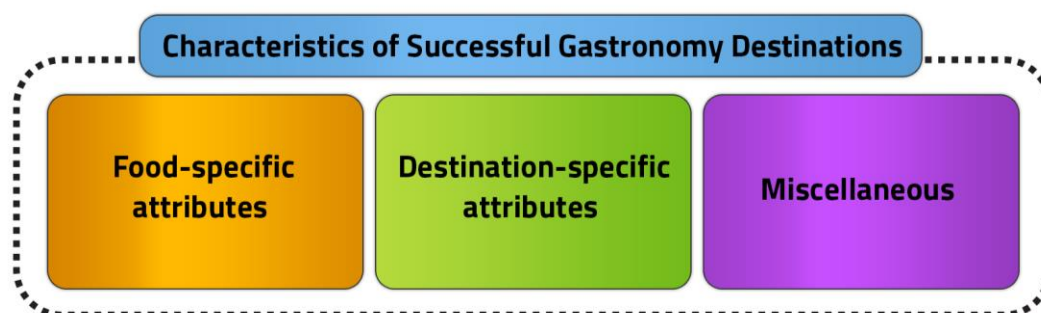 Characteristics of Successful Gastronomy Destinations
Food-specific
attributes
Destination-specific
attributes
Miscellaneous